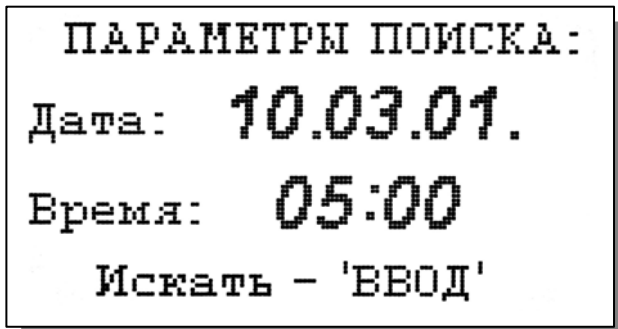 ПАРАМЕТРЫ ПОИСКА:
Дата: 10.03.01.
Время: 05:00
Искать - 'ВВОД'